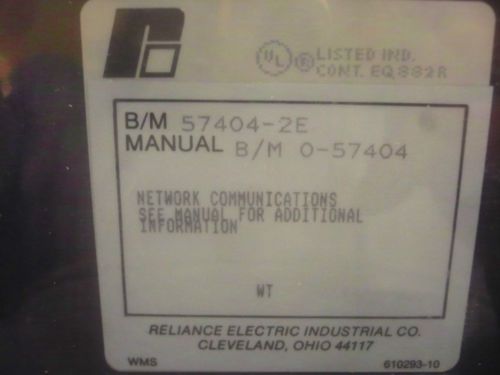 UL R LISTED IND.
CONT. EQ 882R
B/M 57404-2E
MANUAL B/M O-57404
NETWORK COMMUNICATIONS
SEE MANUAL FOR ADDITIONAL
INFORMATION
WT
RELIANCE ELECTRIC INDUSTRIAL CO.
CLEVELAND, OHIO 44117
WMS 610293-10